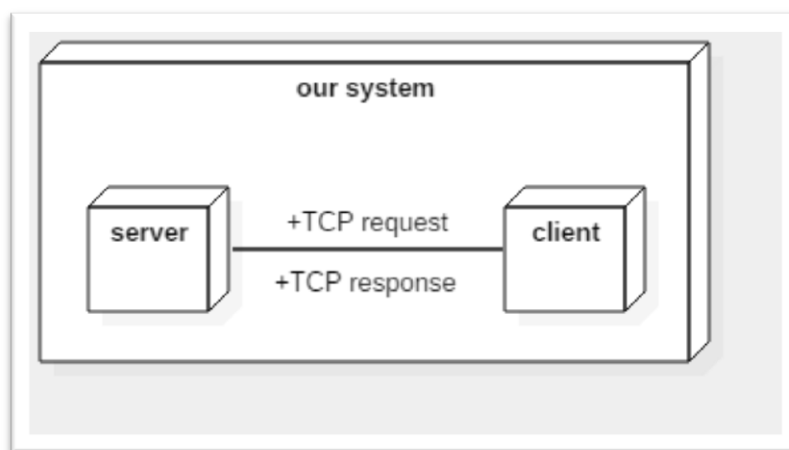 our system
server
+TCP request
client
+TCP response